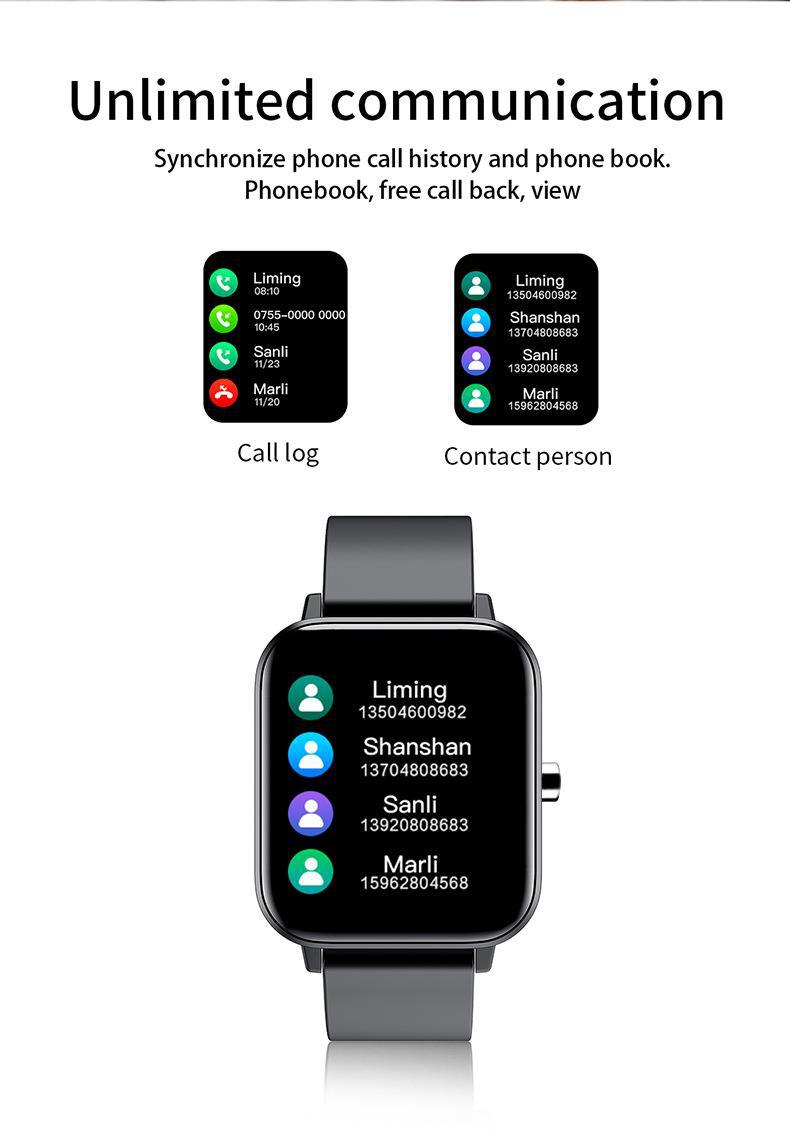 Unlimited communication
Synchronize phone call history and phone book.
Phonebook, free call back, view
Liming
08:10
0755-0000 0000
10:45
Sanli
11/23
Marli
11/20
Call log
Liming
13504600982
Shanshan
13704808683
Sanli
13920808683
Marli
15962804568
Contact person
Liming
13504600982
Shanshan
13704808683
Sanli
13920808683
Marli
15962804568